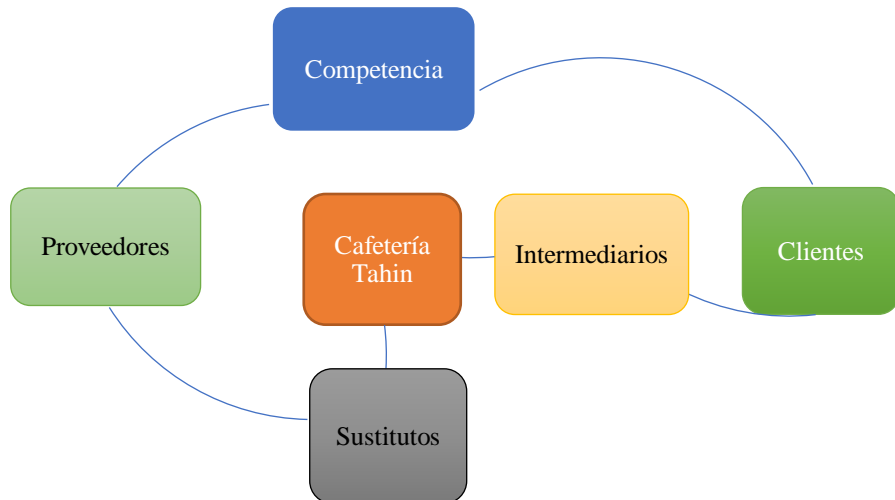 Competencia
Proveedores
Cafetería
Tahin
Intermediarios
Clientes
Sustitutos